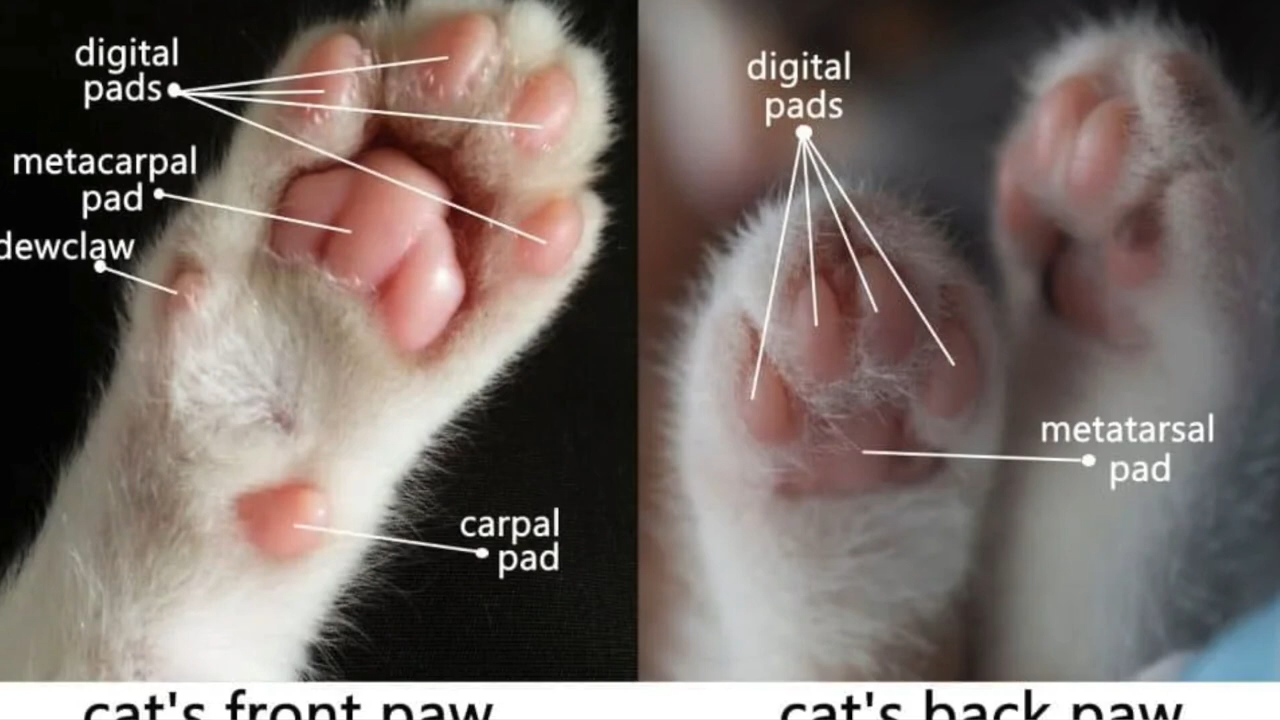 digital
pads
metacarpal
pad
dewclaw
carpal
pad
digital
pads
metatarsal
pad
cat's front paw
cat's back paw